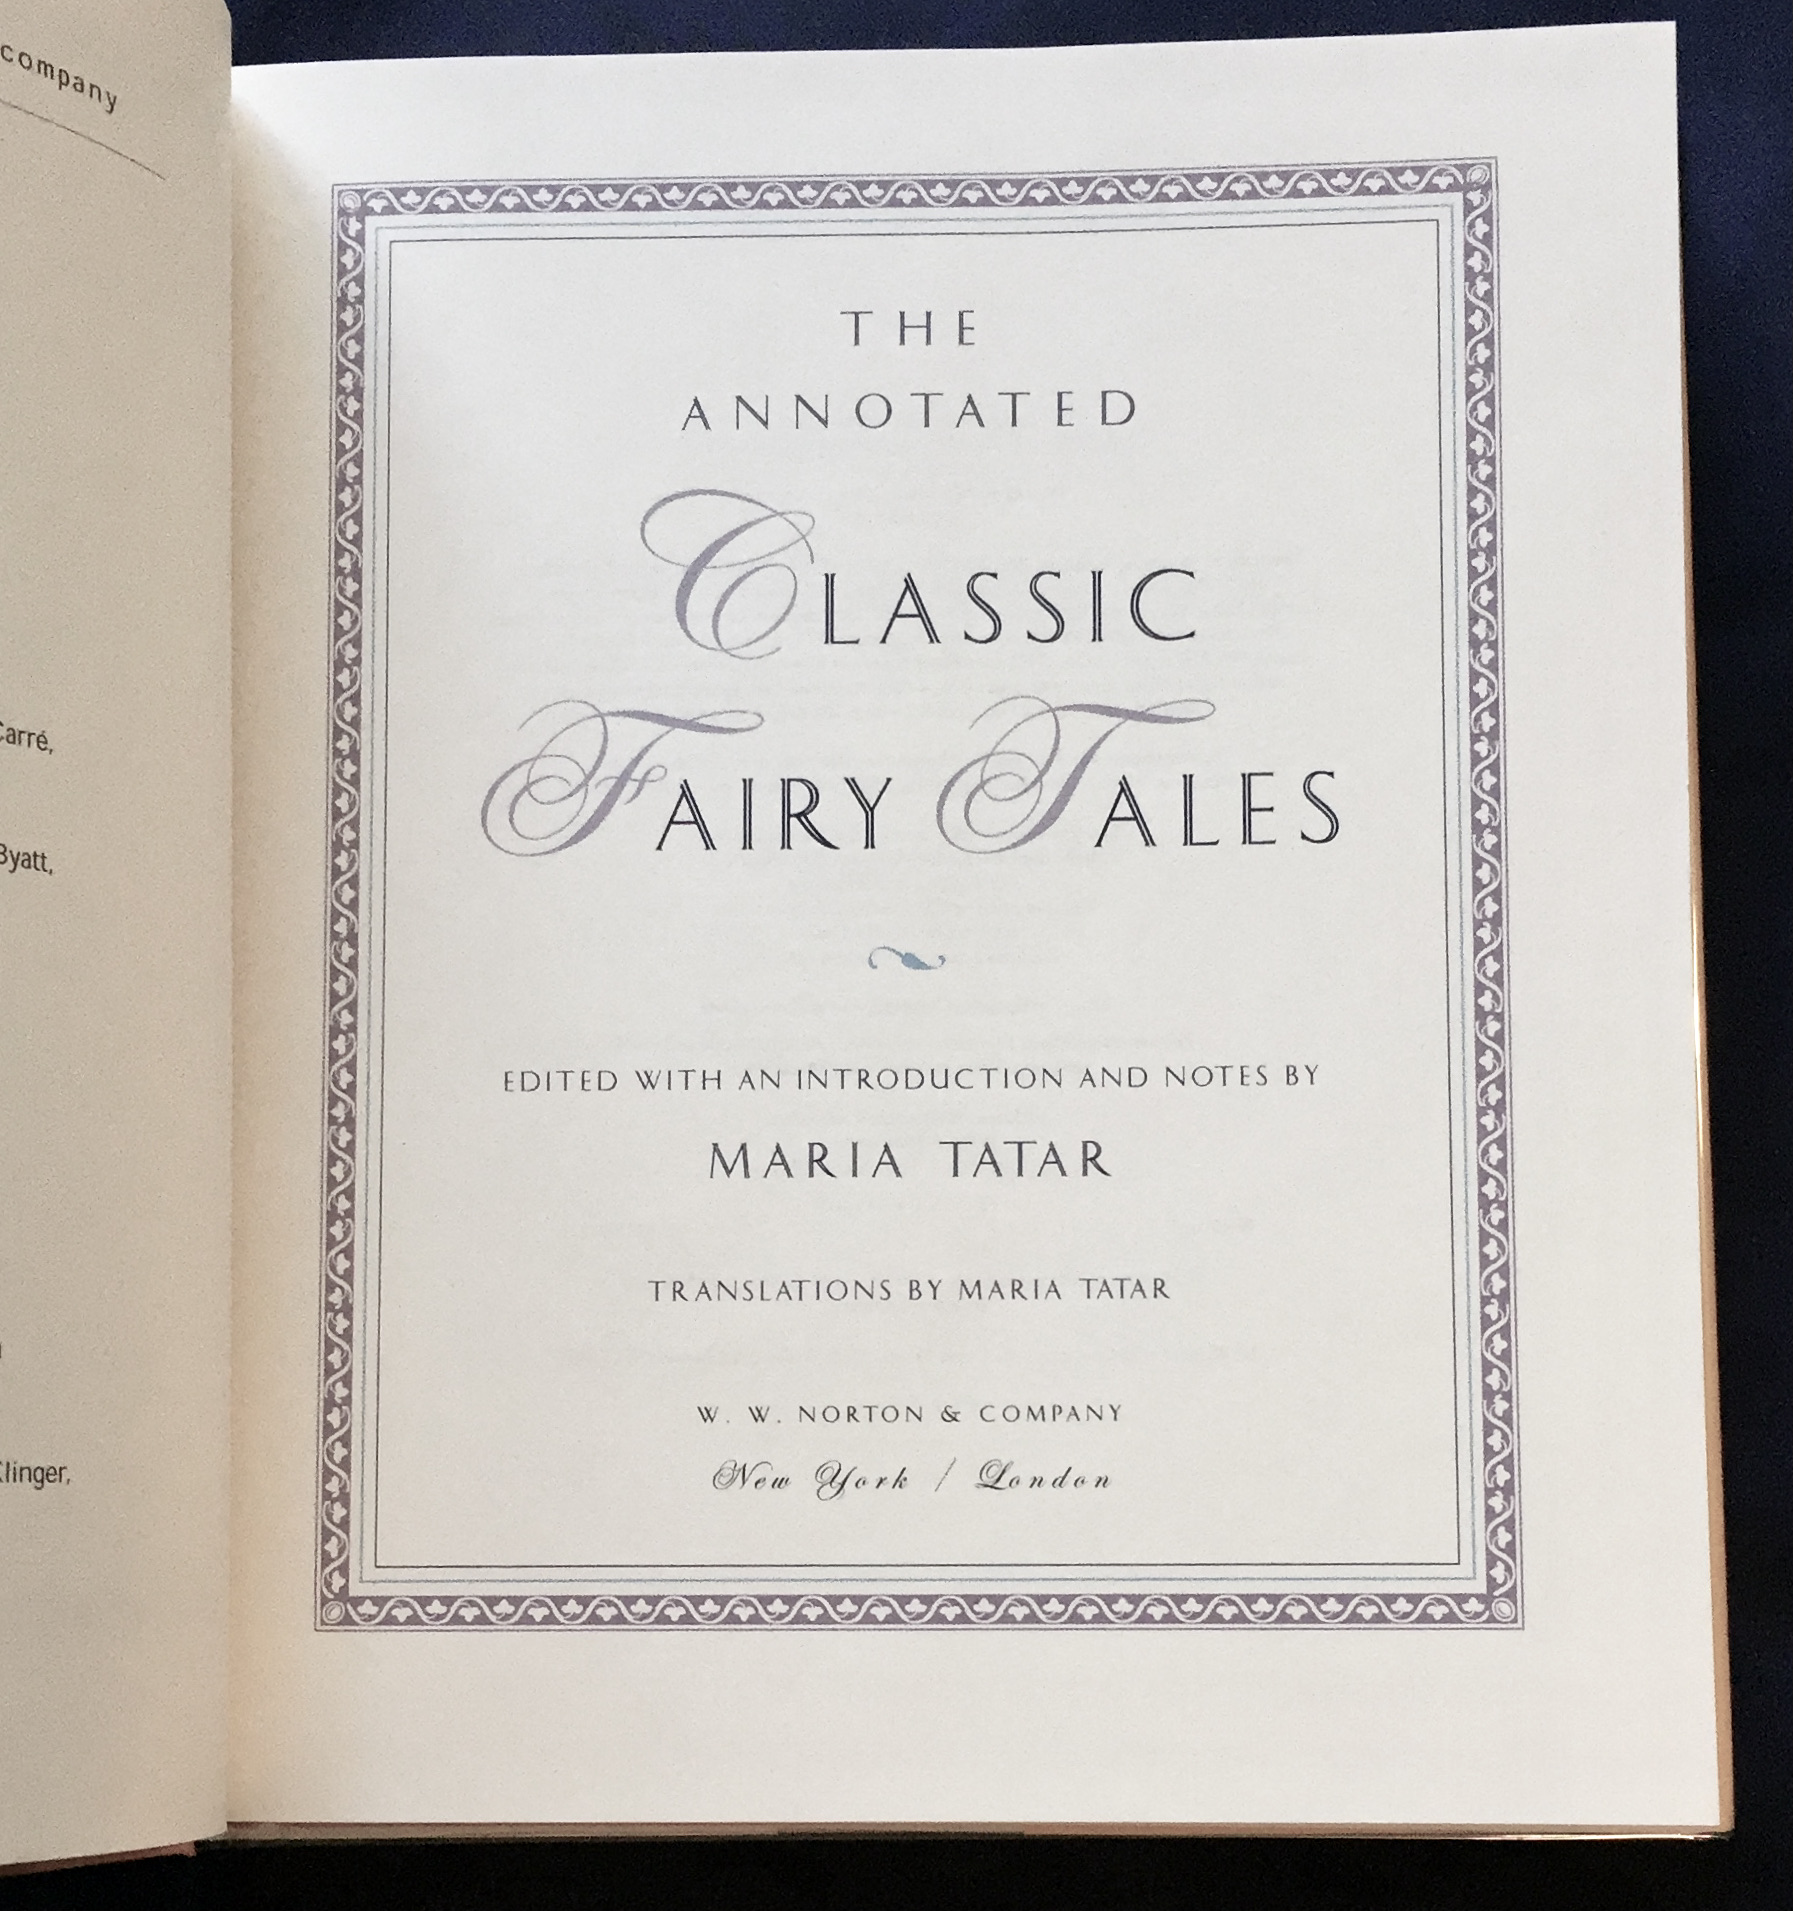 company
Carré,
Byatt,
Klinger,
THE
ANNOTATED
CLASSIC
FAIRY TALES
EDITED WITH AN INTRODUCTION AND NOTES BY
MARIA TATAR
TRANSLATIONS BY MARIA TATAR
W. W. NORTON & COMPANY
New York / London